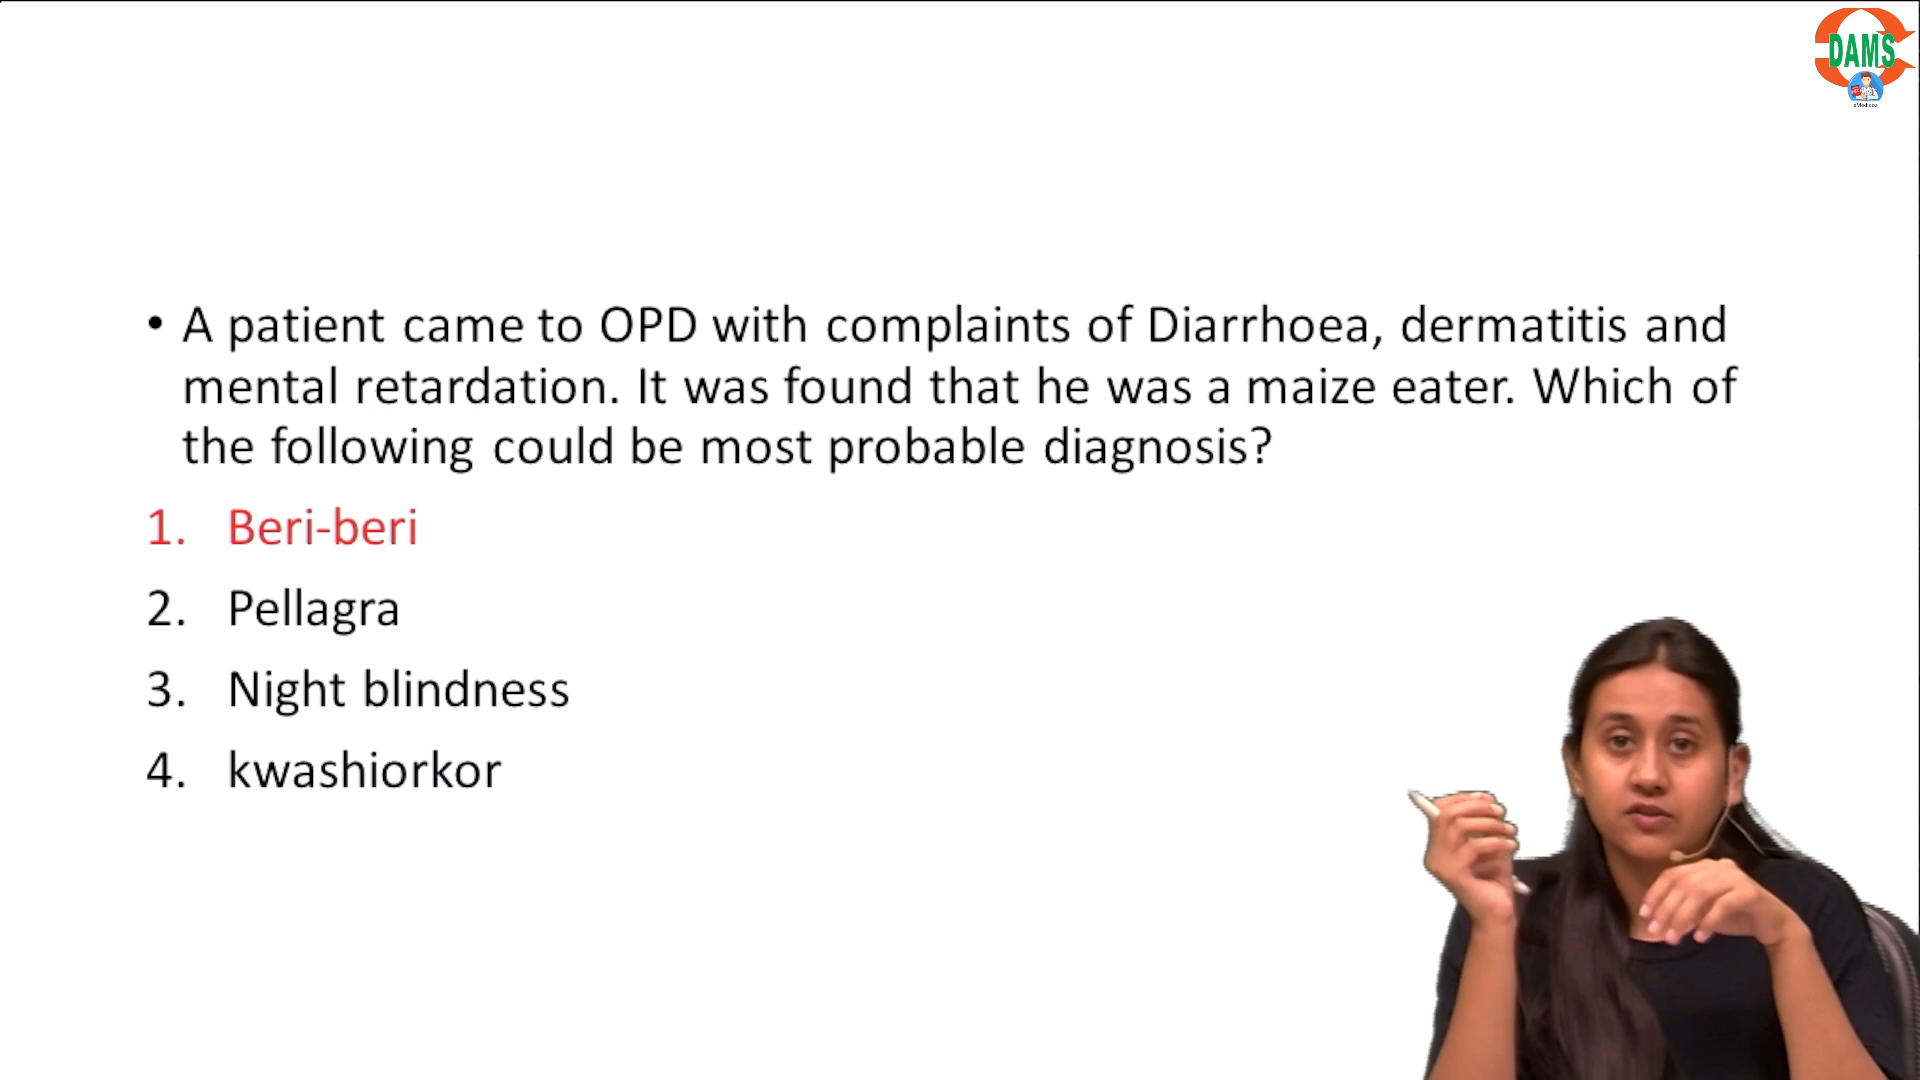 DAMS
eMedicoz
• A patient came to OPD with complaints of Diarrhoea, dermatitis and
mental retardation. It was found that he was a maize eater. Which of
the following could be most probable diagnosis?
1. Beri-beri
2. Pellagra
3. Night blindness
4. kwashiorkor